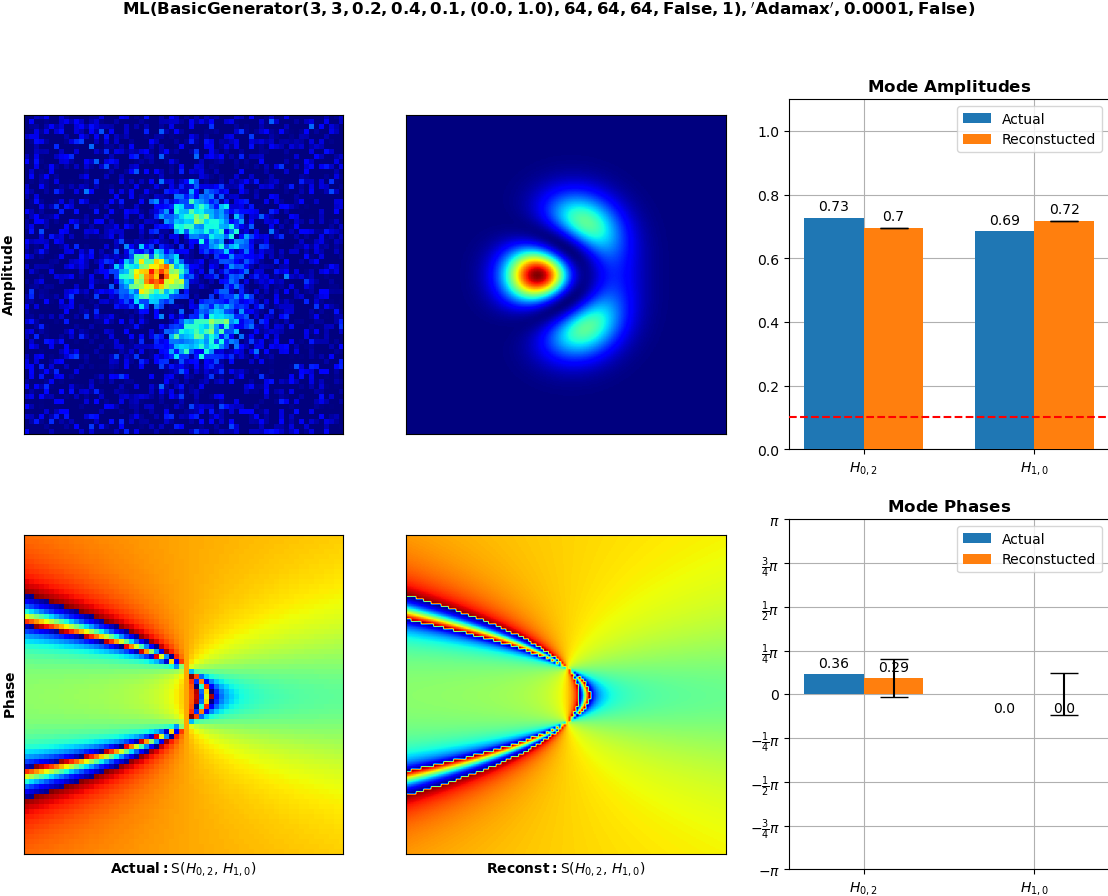 ML(BasicGenerator(3, 3, 0.2, 0.4, 0.1, (0.0, 1.0), 64, 64, 64, False, 1), 'Adamax', 0.0001, False)
Mode Amplitudes
Amplitude
1.0
0.8
0.6
0.4
0.2
0.0
Actual
Reconstucted
0.73
0.7
0.69
0.72
H0, 2
H1, 0
Mode Phases
Phase
π
3/4π
1/2π
1/4π
0
−1/4π
−1/2π
−3/4π
−π
Actual
Reconstucted
0.36
0.29
0.0
0.0
H0, 2
H1, 0
Actual: S(H0, 2, H1, 0)
Reconst: S(H0, 2, H1, 0)